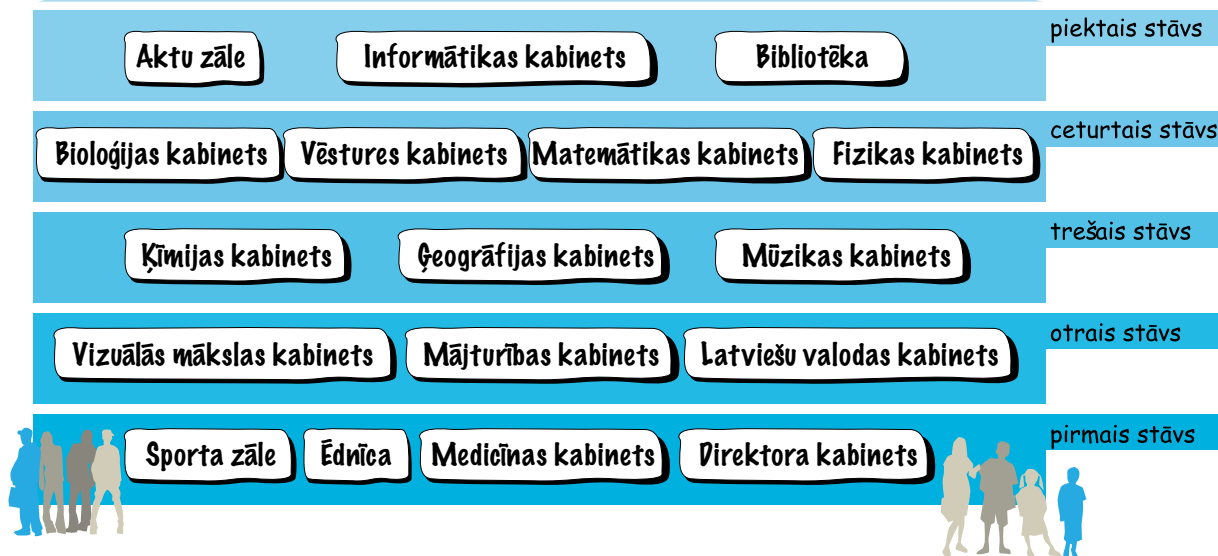 piektais stāvs
Aktu zāle
Informātikas kabinets
Bibliotēka
ceturtais stāvs
Bioloģijas kabinets
Vēstures kabinets
Matemātikas kabinets
Fizikas kabinets
trešais stāvs
Ķīmijas kabinets
Ģeogrāfijas kabinets
Mūzikas kabinets
otrais stāvs
Vizuālās mākslas kabinets
Mājturības kabinets
Latviešu valodas kabinets
pirmais stāvs
Sporta zāle
Ēdnīca
Medicīnas kabinets
Direktora kabinets